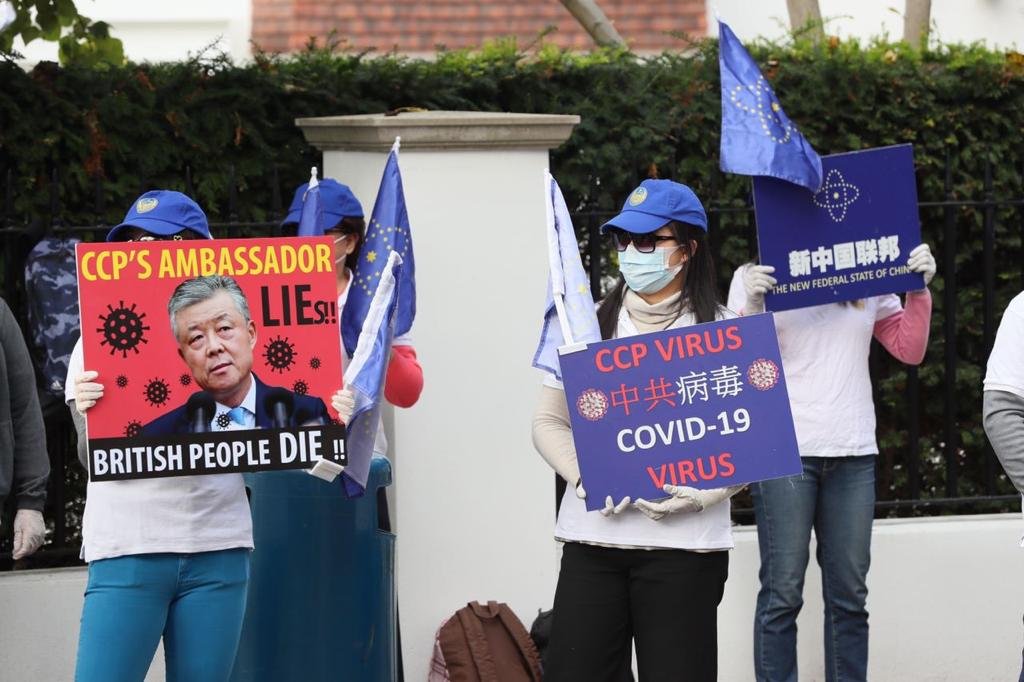 CCP'S AMBASSADOR
LIES!!
BRITISH PEOPLE DIE !!
CCP VIRUS
中共病毒
COVID-19
VIRUS
新中国联邦
THE NEW FEDERAL STATE OF CHIN